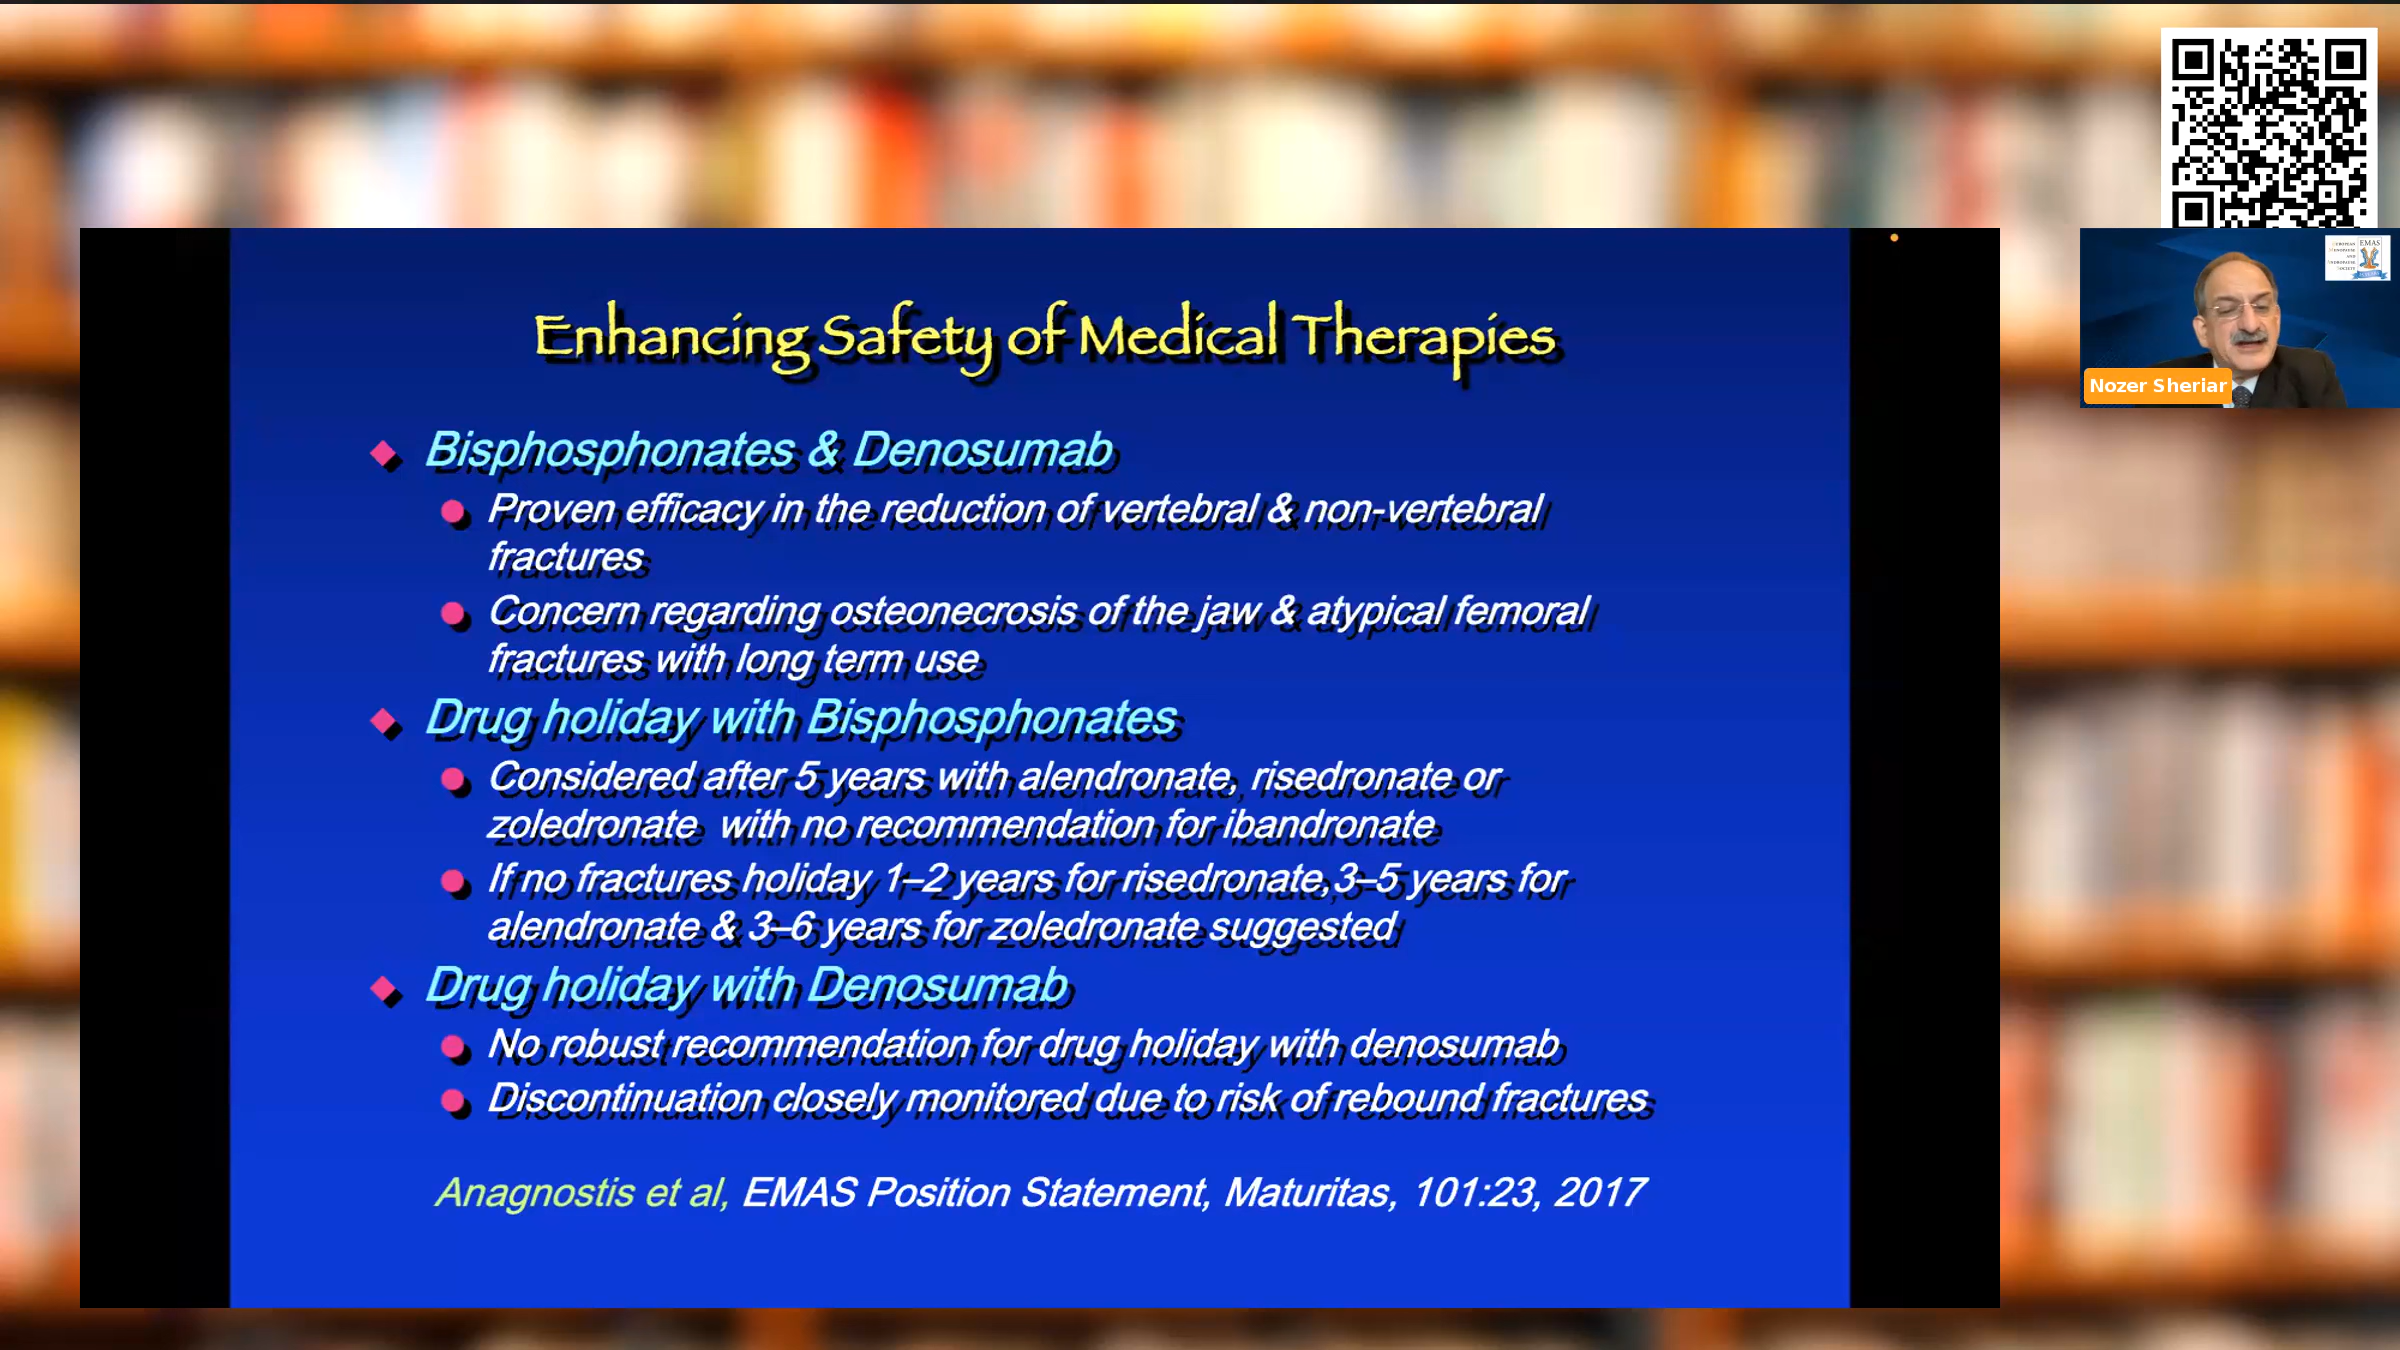 Enhancing Safety of Medical Therapies
Bisphosphonates & Denosumab
Proven efficacy in the reduction of vertebral & non-vertebral
fractures
Concern regarding osteonecrosis of the jaw & atypical femoral
fractures with long term use
Drug holiday with Bisphosphonates
Considered after 5 years with alendronate, risedronate or
zoledronate with no recommendation for ibandronate
If no fractures holiday 1–2 years for risedronate,3–5 years for
alendronate & 3–6 years for zoledronate suggested
Drug holiday with Denosumab
No robust recommendation for drug holiday with denosumab
Discontinuation closely monitored due to risk of rebound fractures
Anagnostis et al, EMAS Position Statement, Maturitas, 101:23, 2017
EMAS
Nozer Sheriar